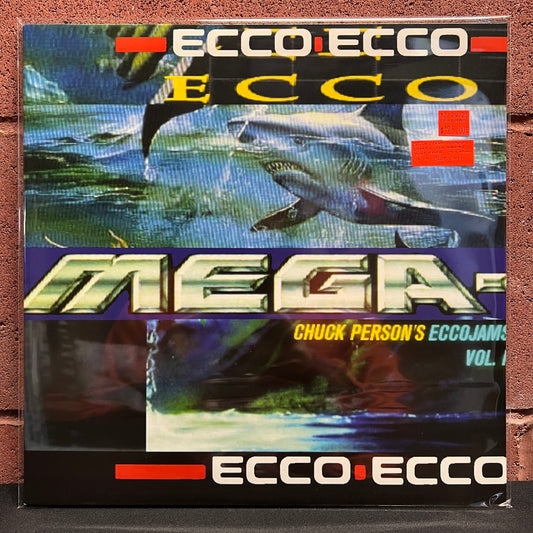 ECCO ECCO
ECCO
MEGA-
CHUCK PERSON'S ECCOJAMS
VOL. I
ECCO ECCO